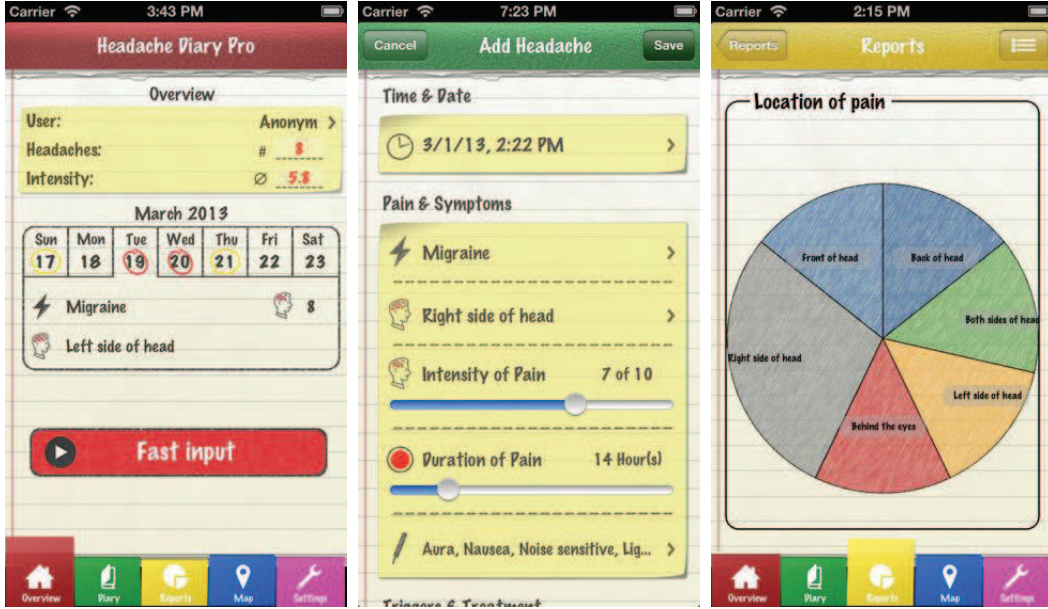 Carrier 3:43 PM
Headache Diary Pro
Overview
User: Anonym >
Headaches: # 8
Intensity: Ø 5.8
March 2013
Sun Mon Tue Wed Thu Fri Sat
17 18 19 20 21 22 23
Migraine 8
Left side of head
Fast input
Overview Diary Reports Map Settings
Carrier 7:23 PM
Cancel Add Headache Save
Time & Date
3/1/13, 2:22 PM >
Pain & Symptoms
Migraine >
Right side of head >
Intensity of Pain 7 of 10
Duration of Pain 14 Hour(s)
Aura, Nausea, Noise sensitive, Lig... >
Triggers & Treatment
Carrier 2:15 PM
Reports Reports
Location of pain
Front of head Back of head
Both sides of head
Right side of head
Left side of head
Behind the eyes
Overview Diary Reports Map Settings